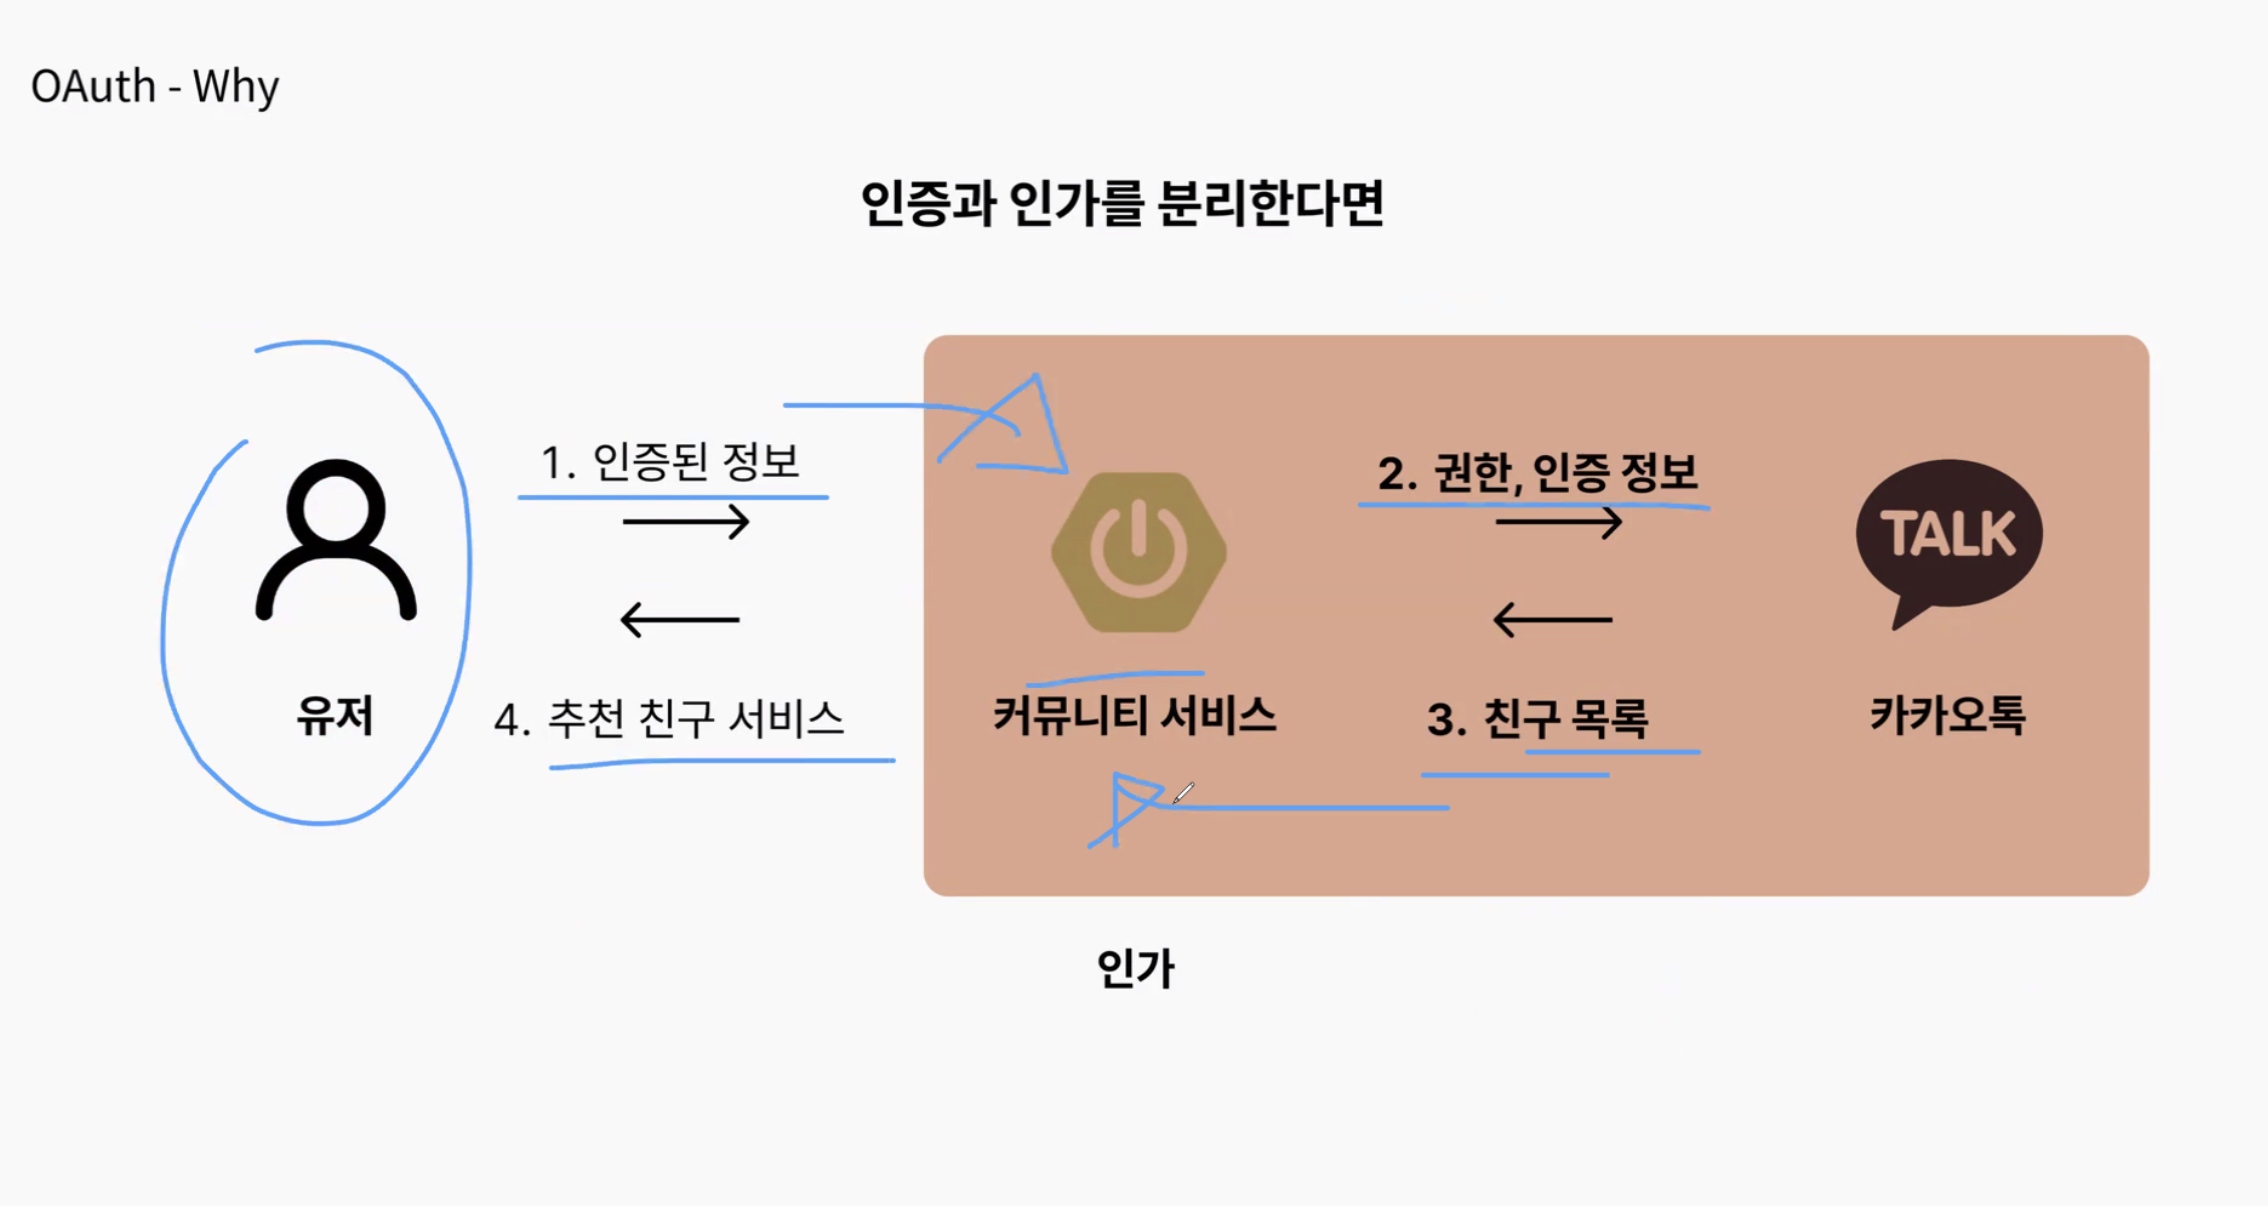 OAuth - Why
인증과 인가를 분리한다면
1. 인증된 정보
2. 권한, 인증 정보
TALK
유저
4. 추천 친구 서비스
커뮤니티 서비스
3. 친구 목록
카카오톡
인가